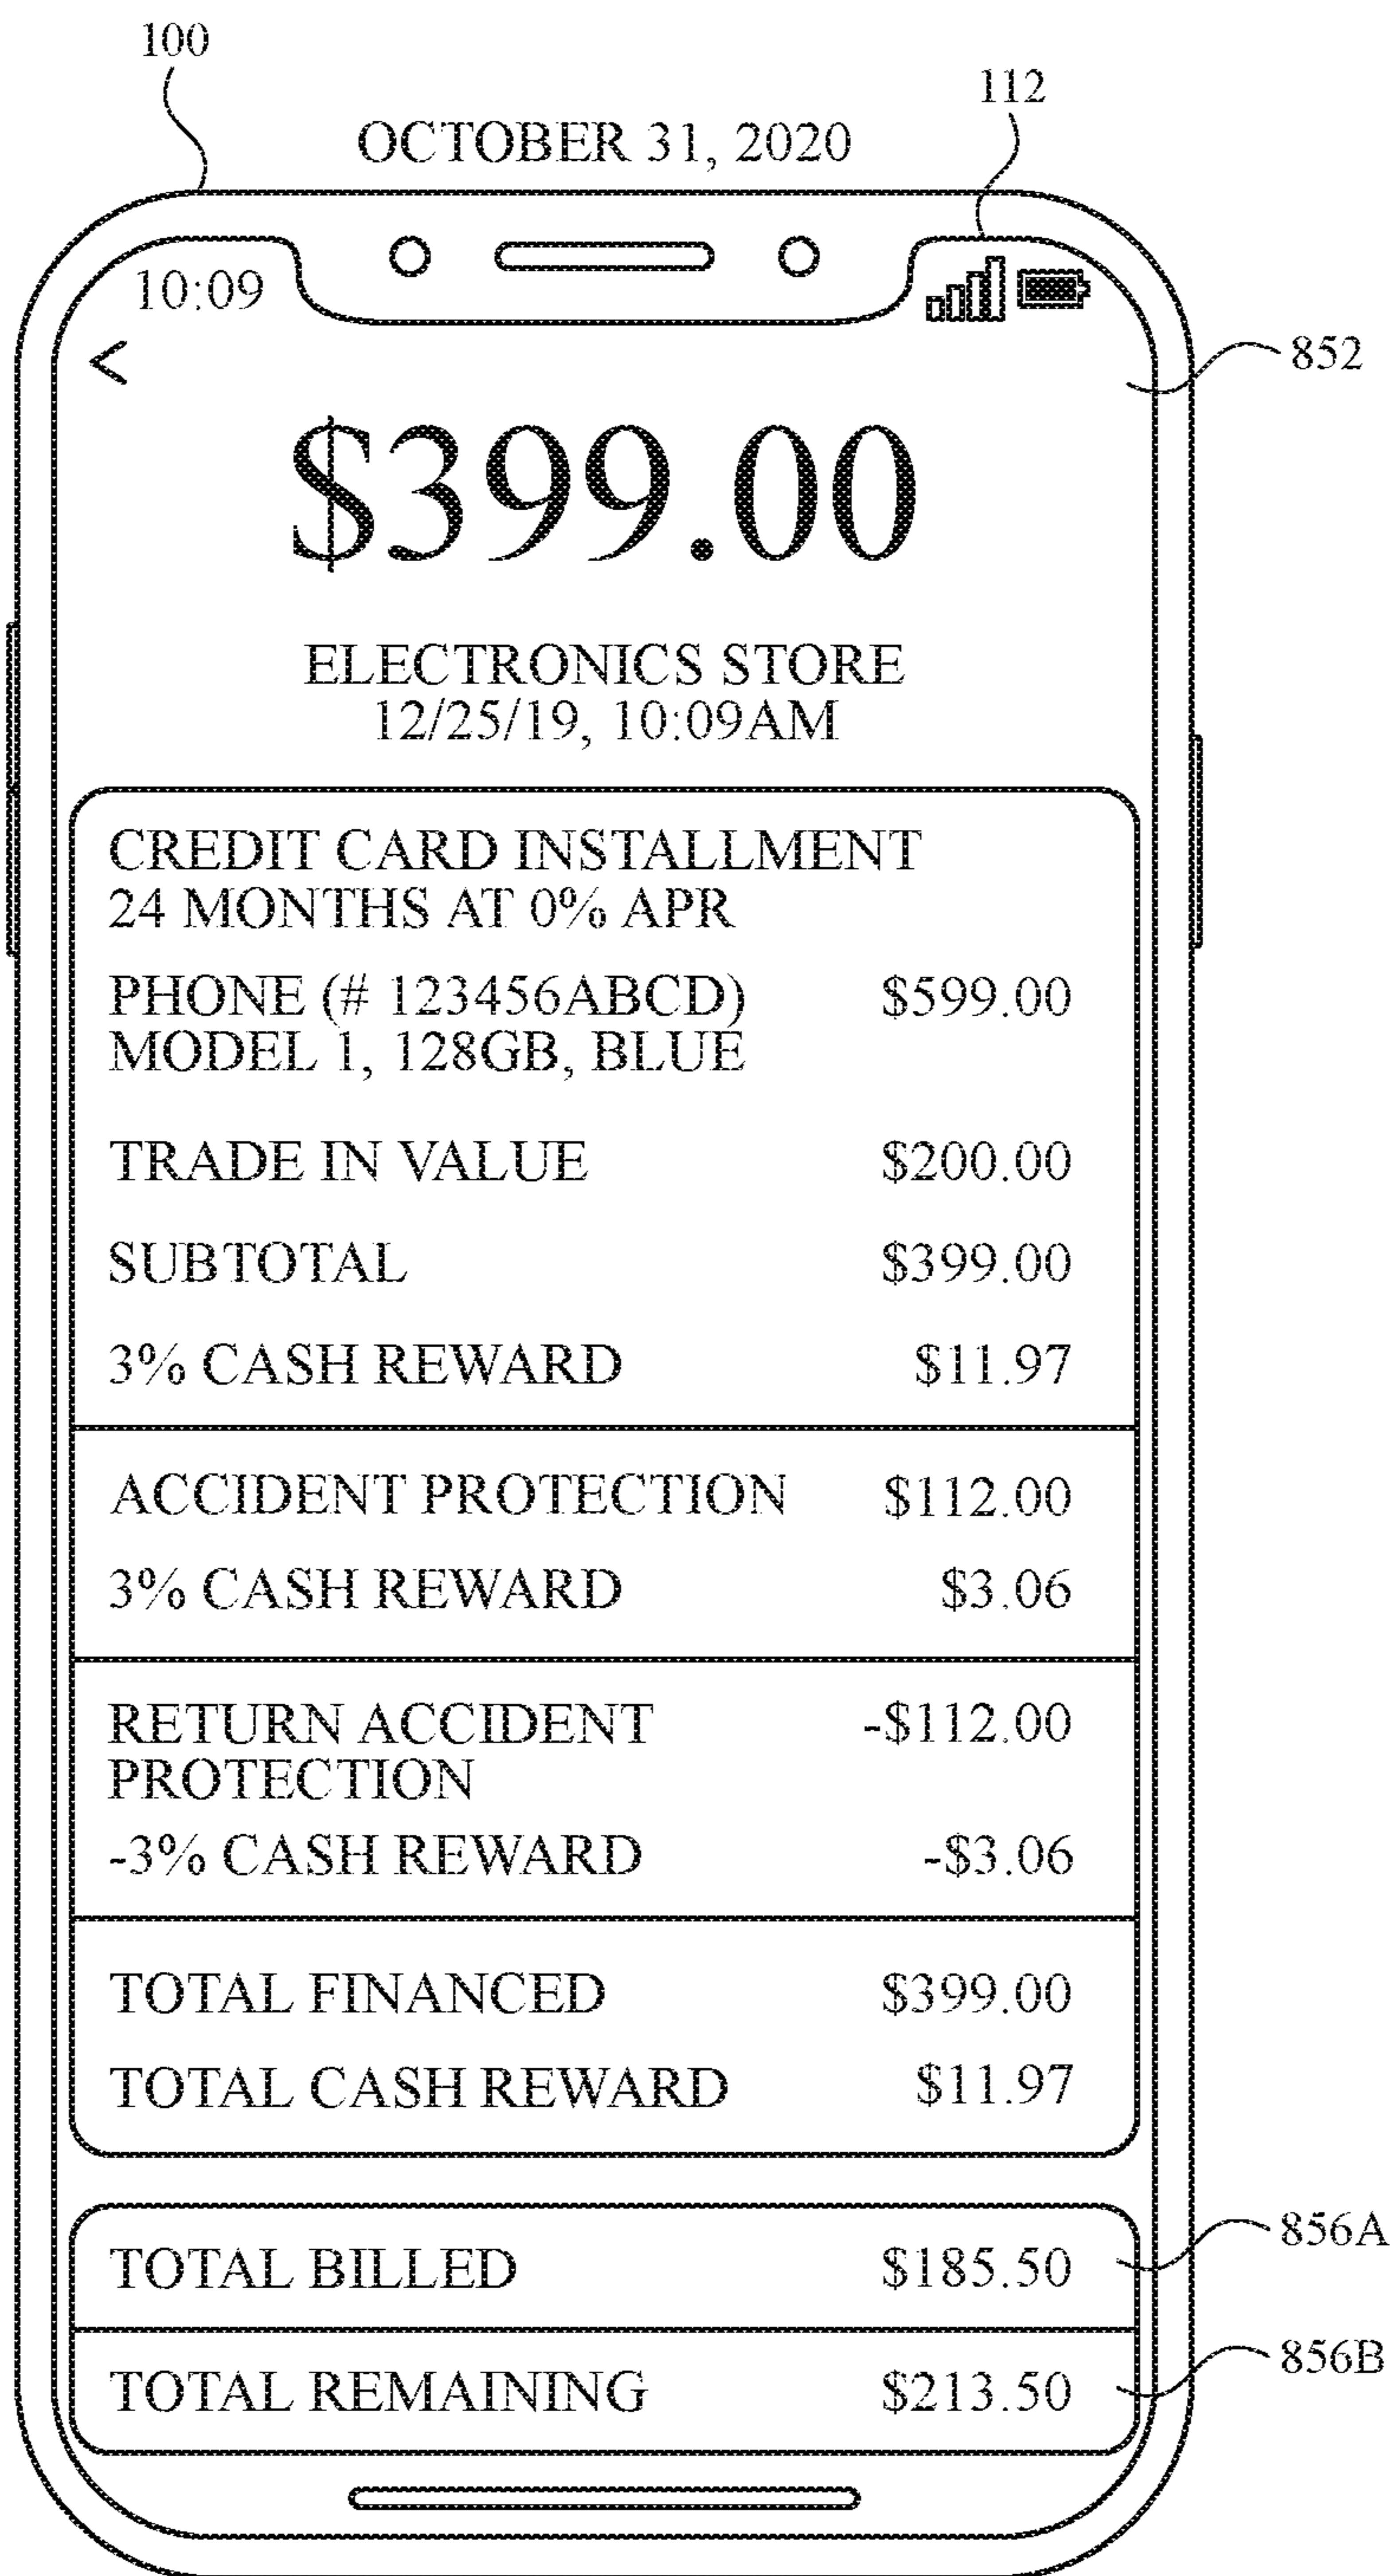 100
112
OCTOBER 31, 2020
10:09
<
852
$399.00
ELECTRONICS STORE
12/25/19, 10:09AM
CREDIT CARD INSTALLMENT
24 MONTHS AT 0% APR
PHONE (# 123456ABCD) $599.00
MODEL 1, 128GB, BLUE
TRADE IN VALUE $200.00
SUBTOTAL $399.00
3% CASH REWARD $11.97
ACCIDENT PROTECTION $112.00
3% CASH REWARD $3.06
RETURN ACCIDENT -$112.00
PROTECTION
-3% CASH REWARD -$3.06
TOTAL FINANCED $399.00
TOTAL CASH REWARD $11.97
856A
TOTAL BILLED $185.50
856B
TOTAL REMAINING $213.50